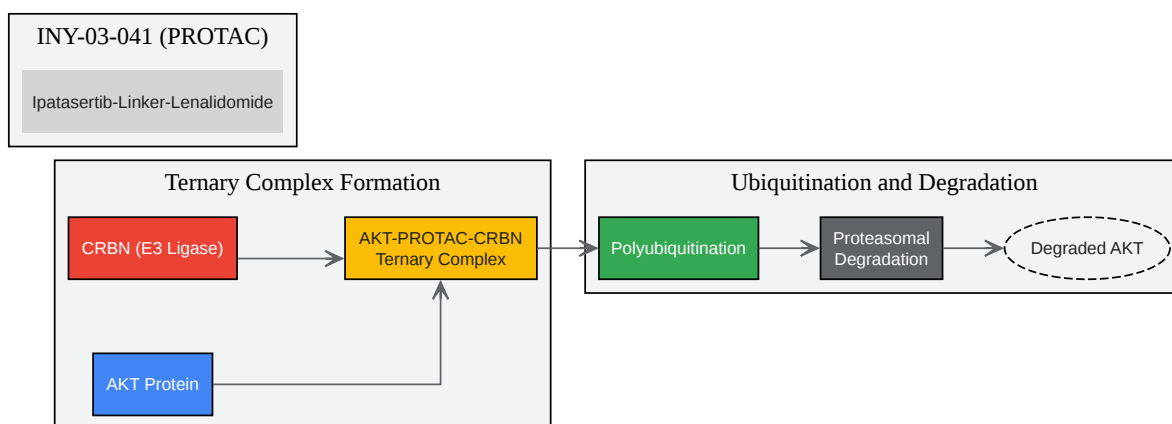 INY-03-041 (PROTAC)
Ipatasertib-Linker-Lenalidomide
Ternary Complex Formation
CRBN (E3 Ligase)
AKT-PROTAC-CRBN
Ternary Complex
AKT Protein
Ubiquitination and Degradation
Polyubiquitination
Proteasomal
Degradation
Degraded AKT